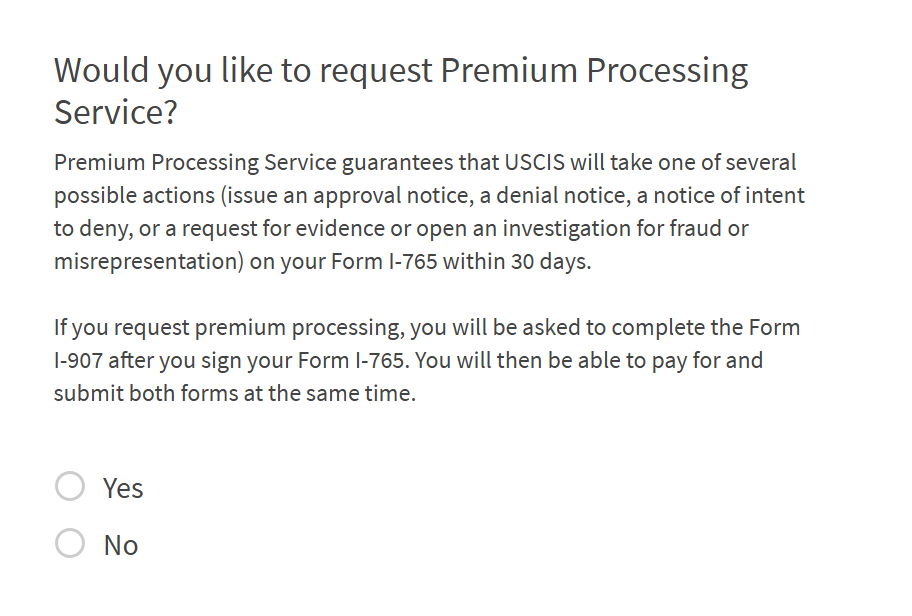 Would you like to request Premium Processing
Service?
Premium Processing Service guarantees that USCIS will take one of several
possible actions (issue an approval notice, a denial notice, a notice of intent
to deny, or a request for evidence or open an investigation for fraud or
misrepresentation) on your Form I-765 within 30 days.
If you request premium processing, you will be asked to complete the Form
I-907 after you sign your Form I-765. You will then be able to pay for and
submit both forms at the same time.
Yes
No